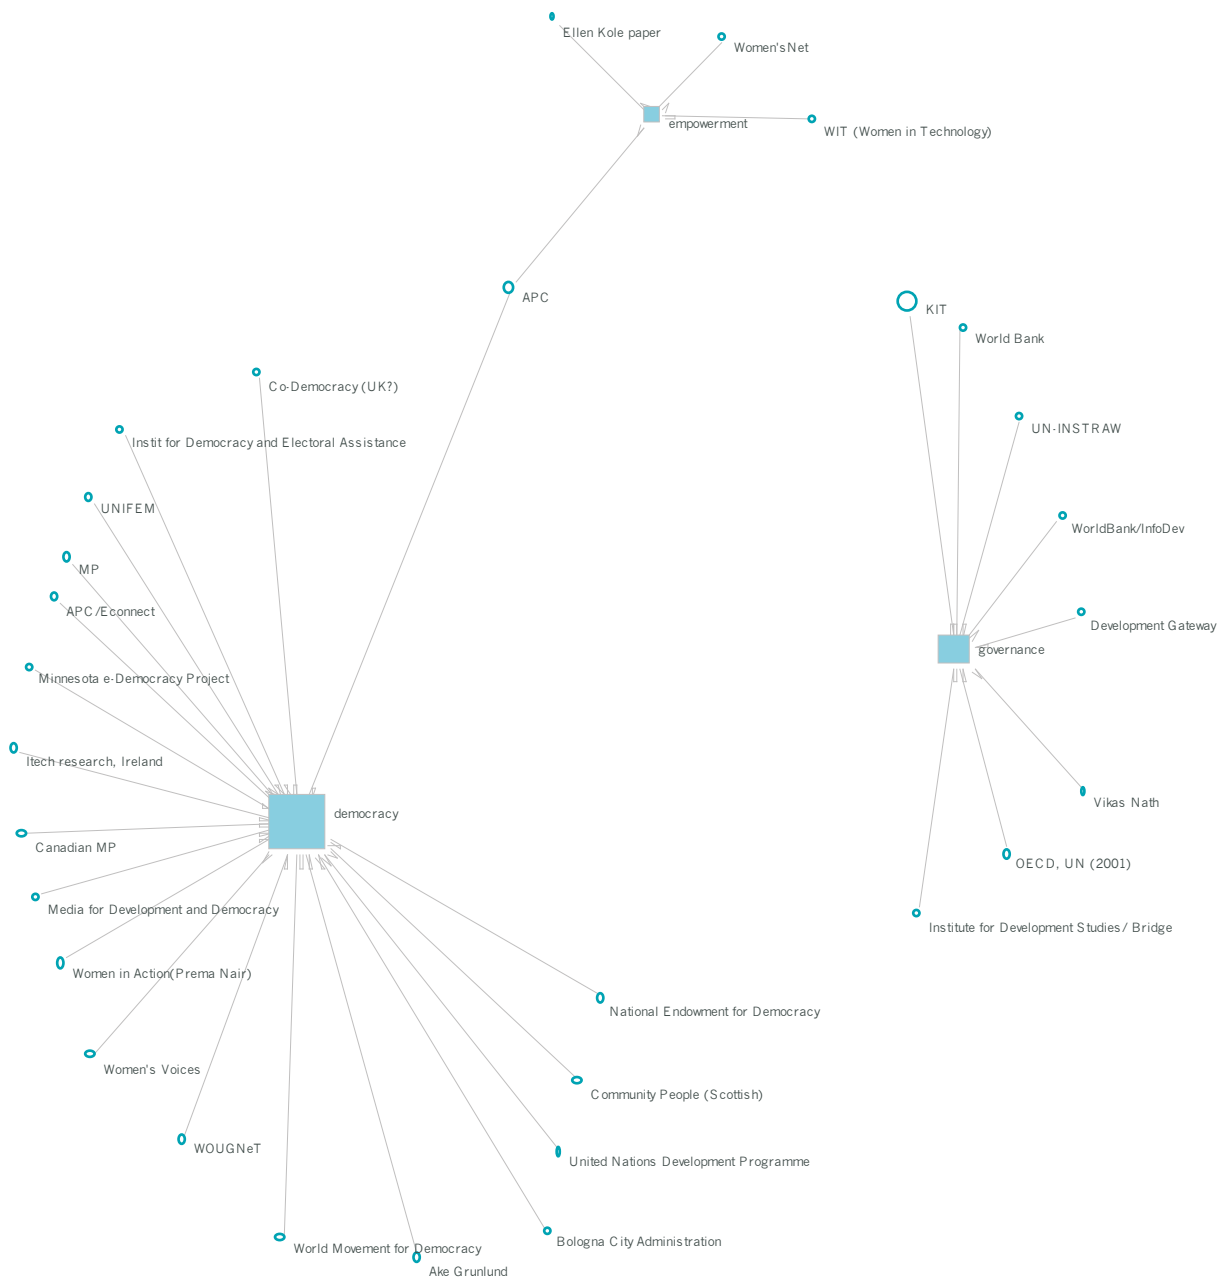 Ellen Kole paper
Women'sNet
empowerment
WIT (Women in Technology)
APC
KIT
World Bank
Co-Democracy (UK?)
UN-INSTRAW
Instit for Democracy and Electoral Assistance
UNIFEM
WorldBank/InfoDev
MP
APC/Econnect
Development Gateway
governance
Minnesota e-Democracy Project
Itech research, Ireland
Vikas Nath
democracy
Canadian MP
OECD, UN (2001)
Media for Development and Democracy
Institute for Development Studies/ Bridge
Women in Action(Prema Nair)
National Endowment for Democracy
Women's Voices
Community People (Scottish)
WOUGNeT
United Nations Development Programme
Bologna City Administration
World Movement for Democracy
Ake Grunlund